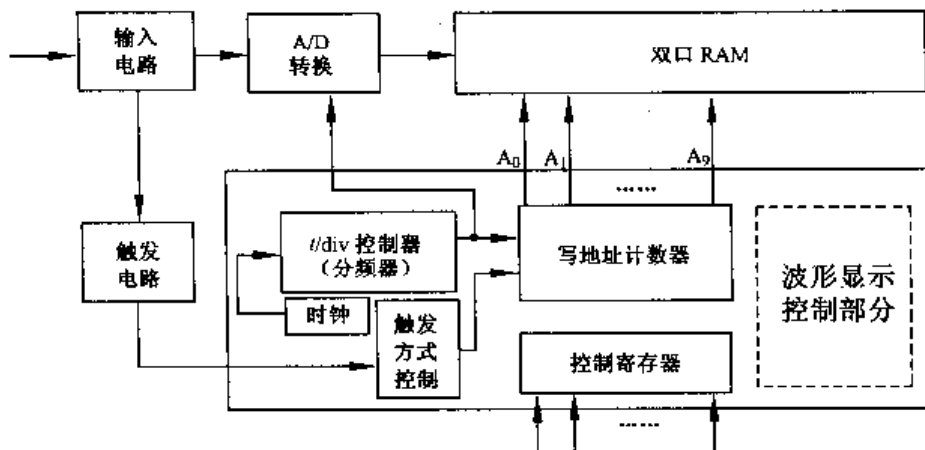 输入
电路
A/D
转换
双口 RAM
A₀
A₁
A₉
......
触发
电路
t/div 控制器
（分频器）
写地址计数器
波形显示
控制部分
时钟
触发
方式
控制
控制寄存器
......